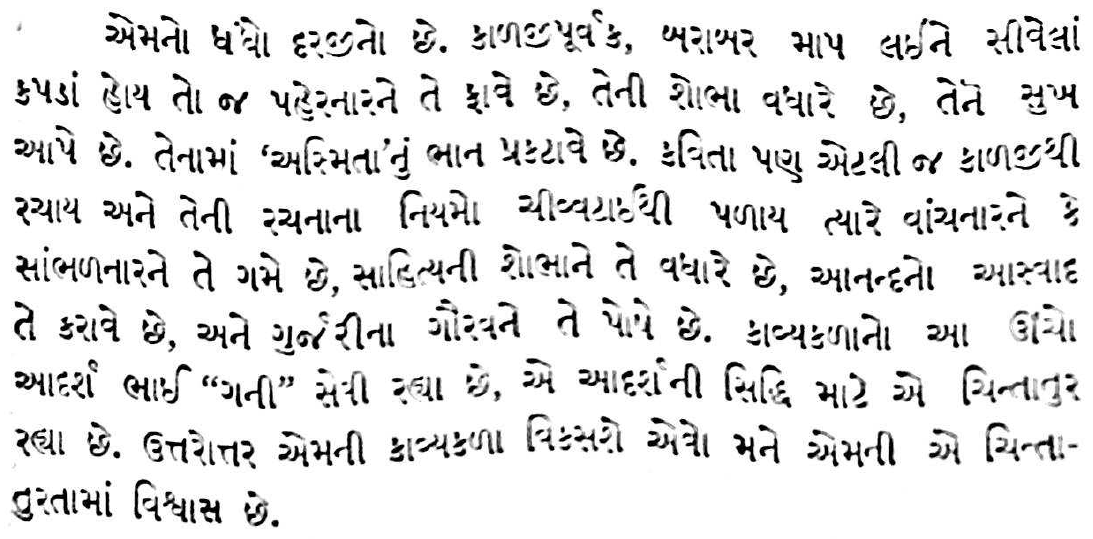 એમનો ધંધો દરજીનો છે. કાળજીપૂર્વક, બરાબર માપ લઈને સીવેલાં
કપડાં હોય તો જ પહેરનારને તે ફાવે છે, તેની શોભા વધારે છે, તેને સુખ
આપે છે. તેનામાં ‘અસ્મિતા’નું ભાન પ્રકટાવે છે. કવિતા પણ એટલી જ કાળજીથી
રચાય અને તેની રચનાના નિયમો ચીવ્વટાઈથી પળાય ત્યારે વાંચનારને કે
સાંભળનારને તે ગમે છે, સાહિત્યની શોભાને તે વધારે છે, આનન્દનો આસ્વાદ
તે કરાવે છે, અને ગુર્જરીના ગૌરવને તે પોષે છે. કાવ્યકળાનો આ ઊંચો
આદર્શ ભાઈ “ગની” સેવી રહ્યા છે, એ આદર્શની સિદ્ધિ માટે એ ચિન્તાતુર
રહ્યા છે. ઉત્તરોત્તર એમની કાવ્યકળા વિકસશે એવો મને એમની એ ચિન્તા-
તુરતામાં વિશ્વાસ છે.